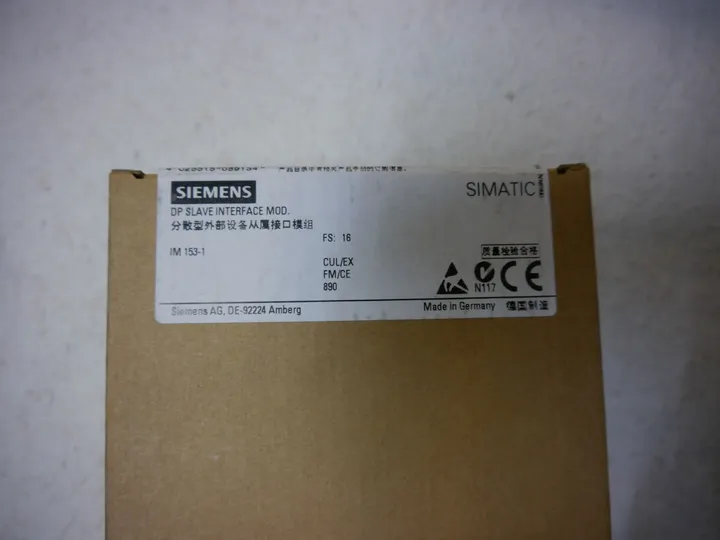 SIEMENS
SIMATIC
DP SLAVE INTERFACE MOD.
分散型外部设备从属接口模组
FS: 16
IM 153-1
质量检验合格
CUL/EX
FM/CE
890
N117
CE
Siemens AG, DE-92224 Amberg
Made in Germany 德国制造